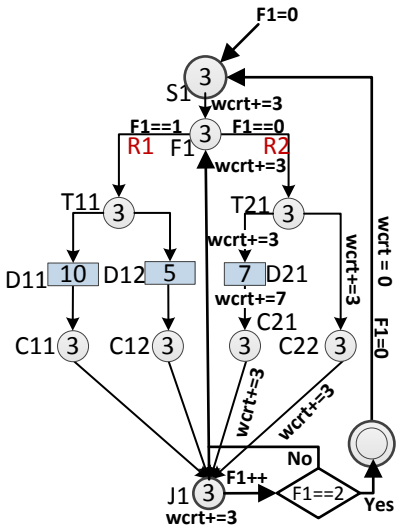 F1=0
3
S1
wcrt+=3
F1==1
3
F1==0
R1
F1
R2
wcrt+=3
T11
3
T21
3
wcrt+=3
wcrt+=3
wcrt = 0
D11
10
D12
5
7
D21
wcrt+=7
F1=0
C11
3
C12
3
3
C21
C22
3
wcrt+=3
wcrt+=3
No
J1
3
F1++
F1==2
Yes
wcrt+=3